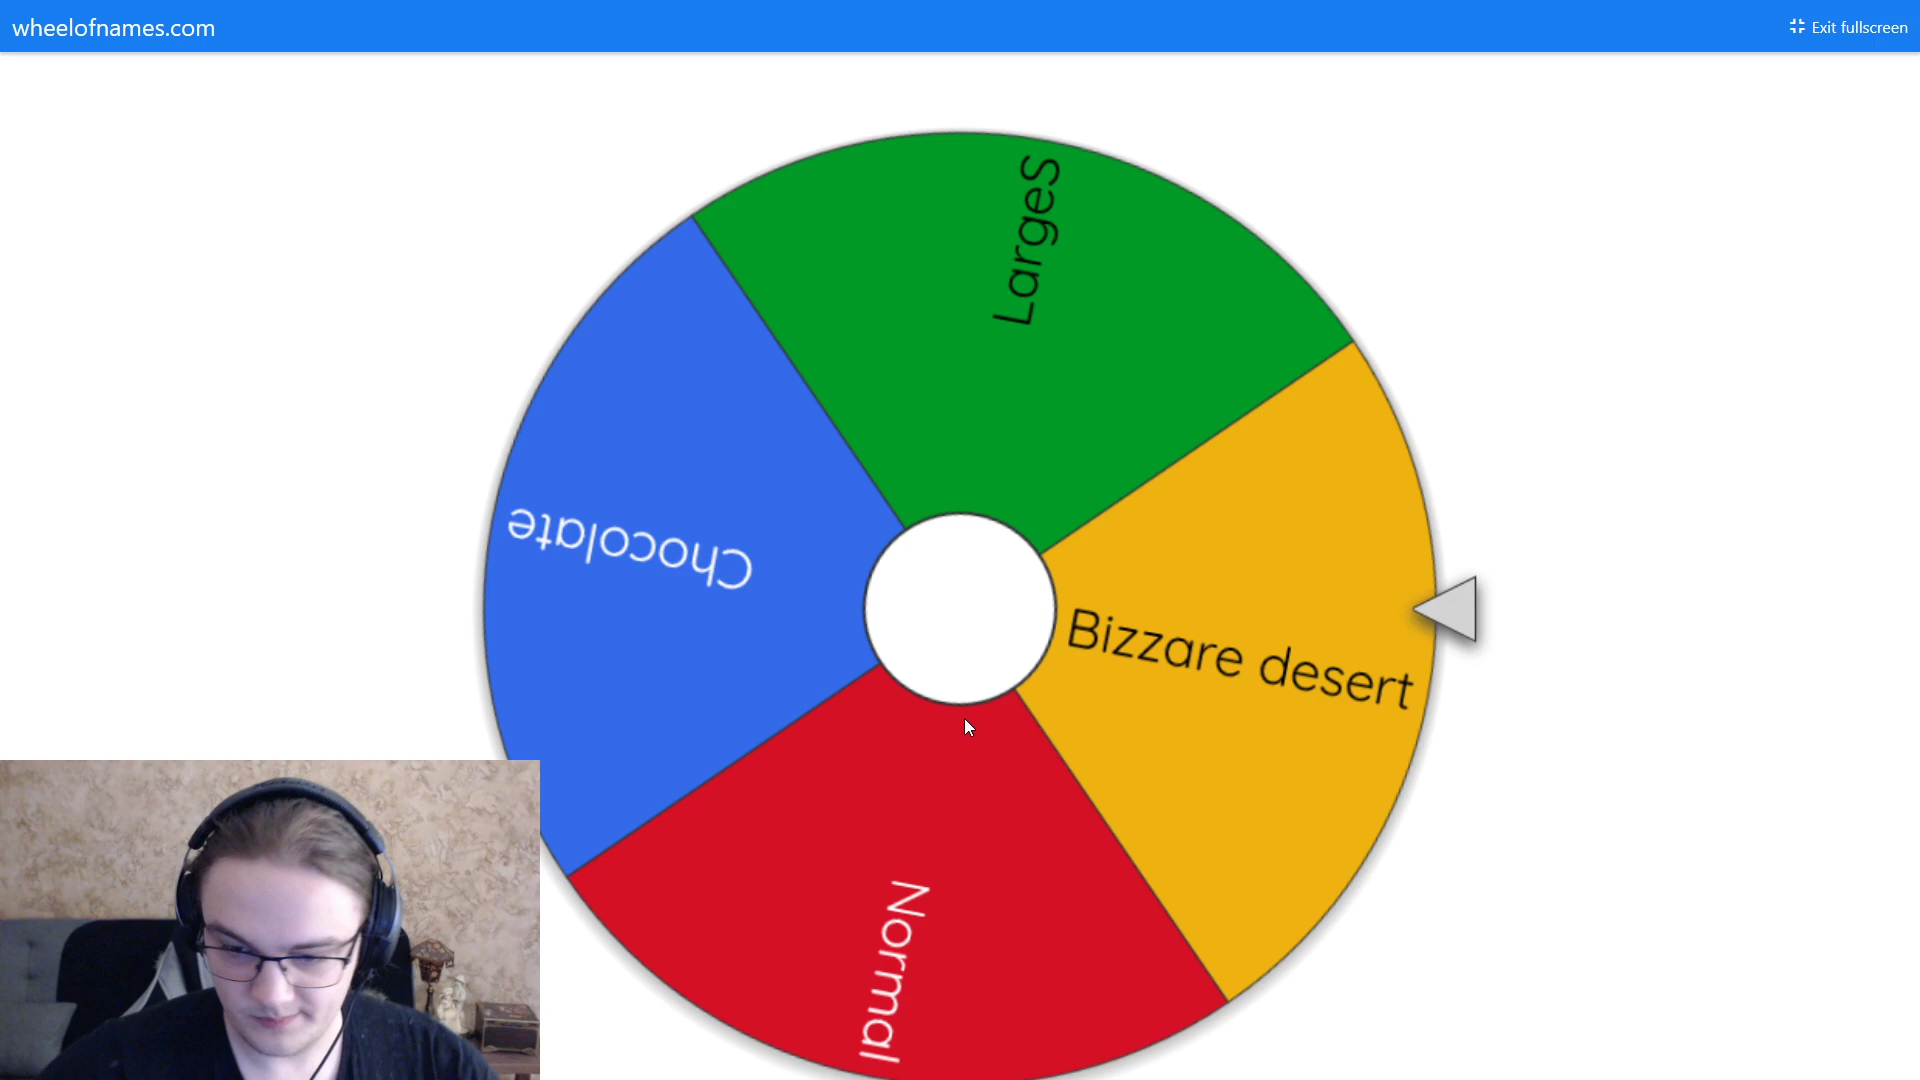 wheelofnames.com
Exit fullscreen
LargeS
Chocolate
Bizzare desert
Normal